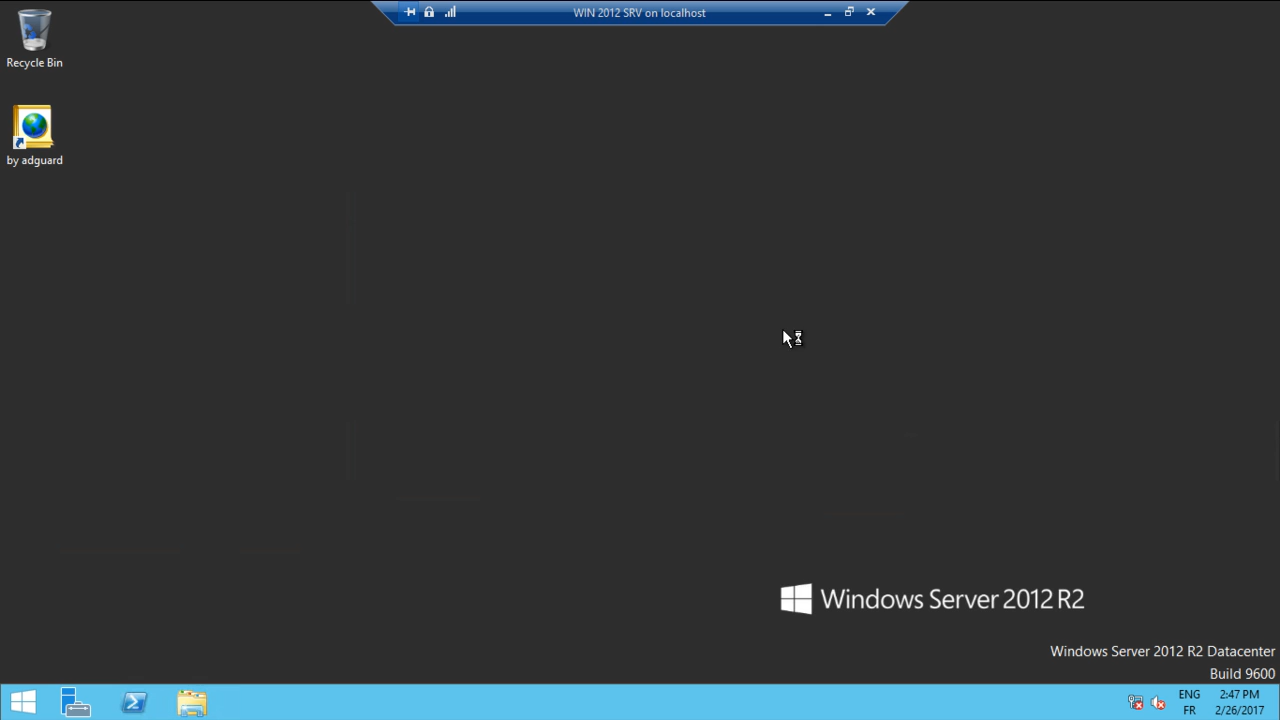 WIN 2012 SRV on localhost
Recycle Bin
by adguard
Windows Server 2012 R2
Windows Server 2012 R2 Datacenter
Build 9600
ENG
FR
2:47 PM
2/26/2017